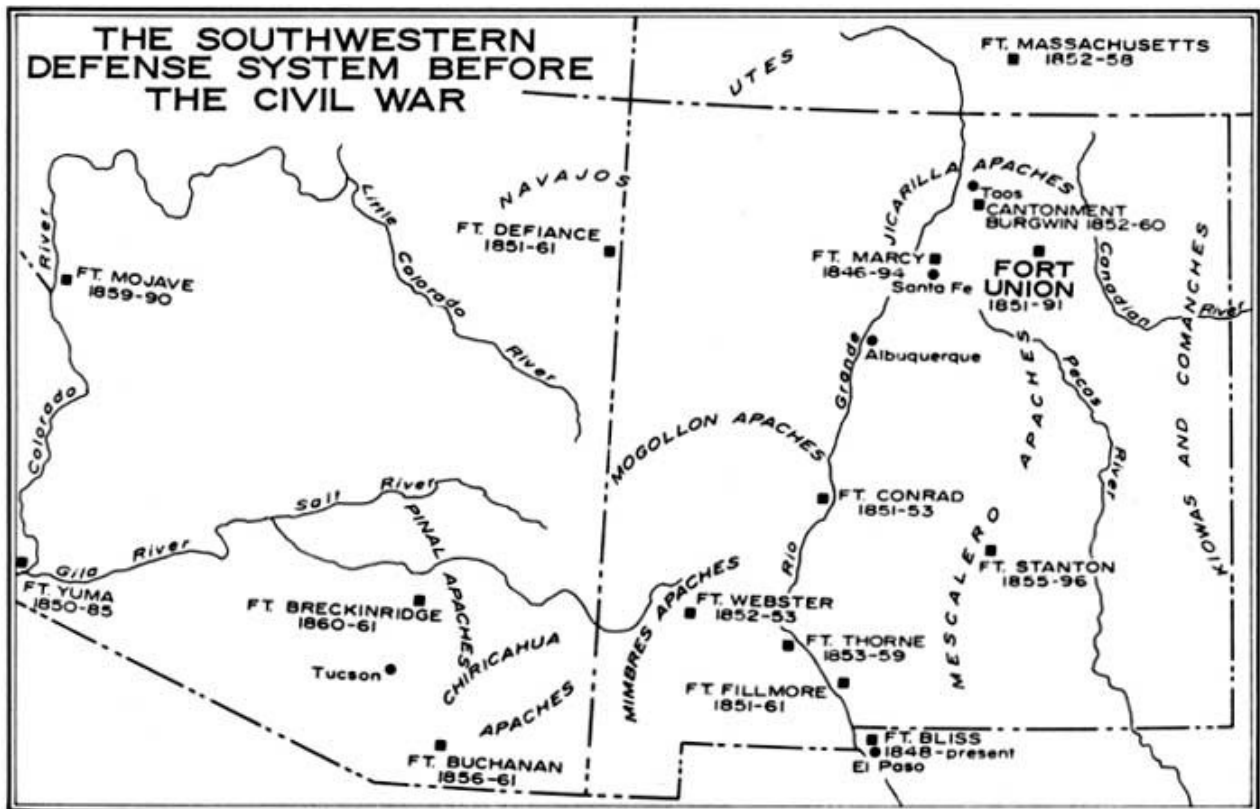 THE SOUTHWESTERN
DEFENSE SYSTEM BEFORE
THE CIVIL WAR
UTES
FT. MASSACHUSETTS
1852-58
NAVAJOS
JICARILLA APACHES
Taos
CANTONMENT
BURGWIN 1852-60
Little Colorado River
FT. DEFIANCE
1851-61
FT. MARCY
1846-94
Santa Fe
FORT
UNION
1851-91
Canadian River
KIOWAS AND COMANCHES
Colorado River
FT. MOJAVE
1859-90
Albuquerque
Rio Grande
Pecos River
MESCALERO APACHES
MOGOLLON APACHES
Salt River
PINAL APACHES
FT. CONRAD
1851-53
FT. STANTON
1855-96
Gila River
FT. YUMA
1850-85
FT. BRECKINRIDGE
1860-61
Tucson
CHIRICAHUA
APACHES
MIMBRES APACHES
FT. WEBSTER
1852-53
FT. THORNE
1853-59
FT. FILLMORE
1851-61
FT. BUCHANAN
1856-61
FT. BLISS
1848-present
El Paso